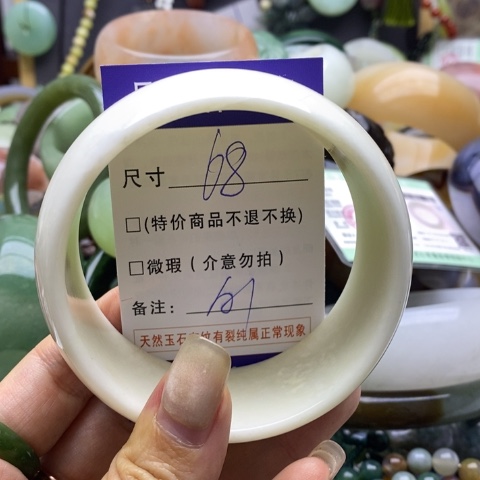 尺寸 68
□(特价商品不退不换)
□微瑕(介意勿拍)
备注:
天然玉石 纹有裂纯属正常现象